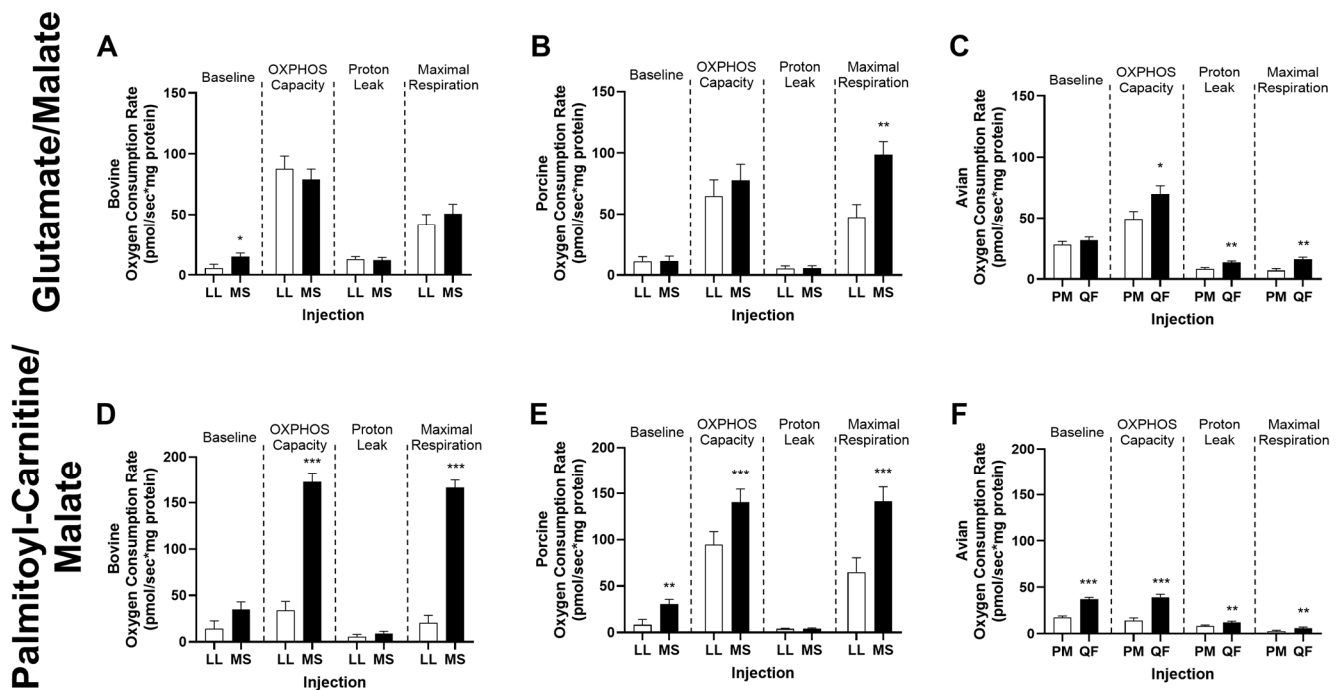 Glutamate/Malate
A
Baseline
OXPHOS
Capacity
Proton
Leak
Maximal
Respiration
Bovine
Oxygen Consumption Rate
(pmol/sec*mg protein)
150
100
50
0
*
LL MS LL MS LL MS LL MS
Injection
B
Baseline
OXPHOS
Capacity
Proton
Leak
Maximal
Respiration
Porcine
Oxygen Consumption Rate
(pmol/sec*mg protein)
150
100
50
0
**
LL MS LL MS LL MS LL MS
Injection
C
Baseline
OXPHOS
Capacity
Proton
Leak
Maximal
Respiration
Avian
Oxygen Consumption Rate
(pmol/sec*mg protein)
150
100
50
0
*
**
**
PM QF PM QF PM QF PM QF
Injection
Palmitoyl-Carnitine/
Malate
D
Baseline
OXPHOS
Capacity
Proton
Leak
Maximal
Respiration
Bovine
Oxygen Consumption Rate
(pmol/sec*mg protein)
200
150
100
50
0
***
***
LL MS LL MS LL MS LL MS
Injection
E
Baseline
OXPHOS
Capacity
Proton
Leak
Maximal
Respiration
Porcine
Oxygen Consumption Rate
(pmol/sec*mg protein)
200
150
100
50
0
**
***
***
LL MS LL MS LL MS LL MS
Injection
F
Baseline
OXPHOS
Capacity
Proton
Leak
Maximal
Respiration
Avian
Oxygen Consumption Rate
(pmol/sec*mg protein)
200
150
100
50
0
***
***
**
**
PM QF PM QF PM QF PM QF
Injection